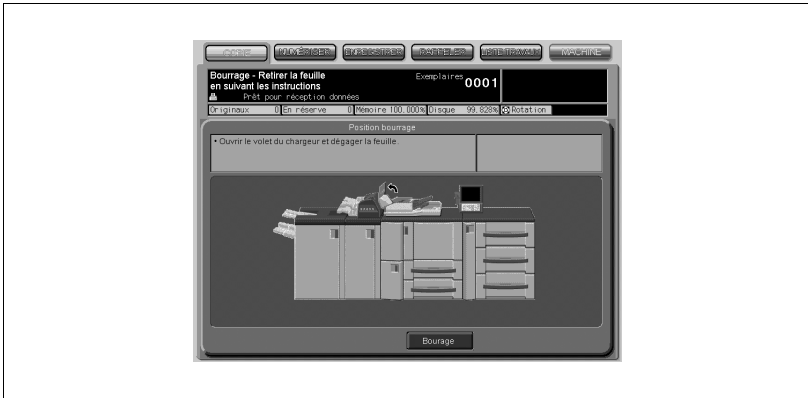 COPIE NUMÉRISER ENREGISTRER RAPPELER LISTE TRAVAUX MACHINE
Bourrage - Retirer la feuille
en suivant les instructions
Exemplaires 0001
Prêt pour réception données
Originaux 0 En réserve 0 Mémoire 100.000% Disque 99.828% Rotation
Position bourrage
• Ouvrir le volet du chargeur et dégager la feuille.
Bourage